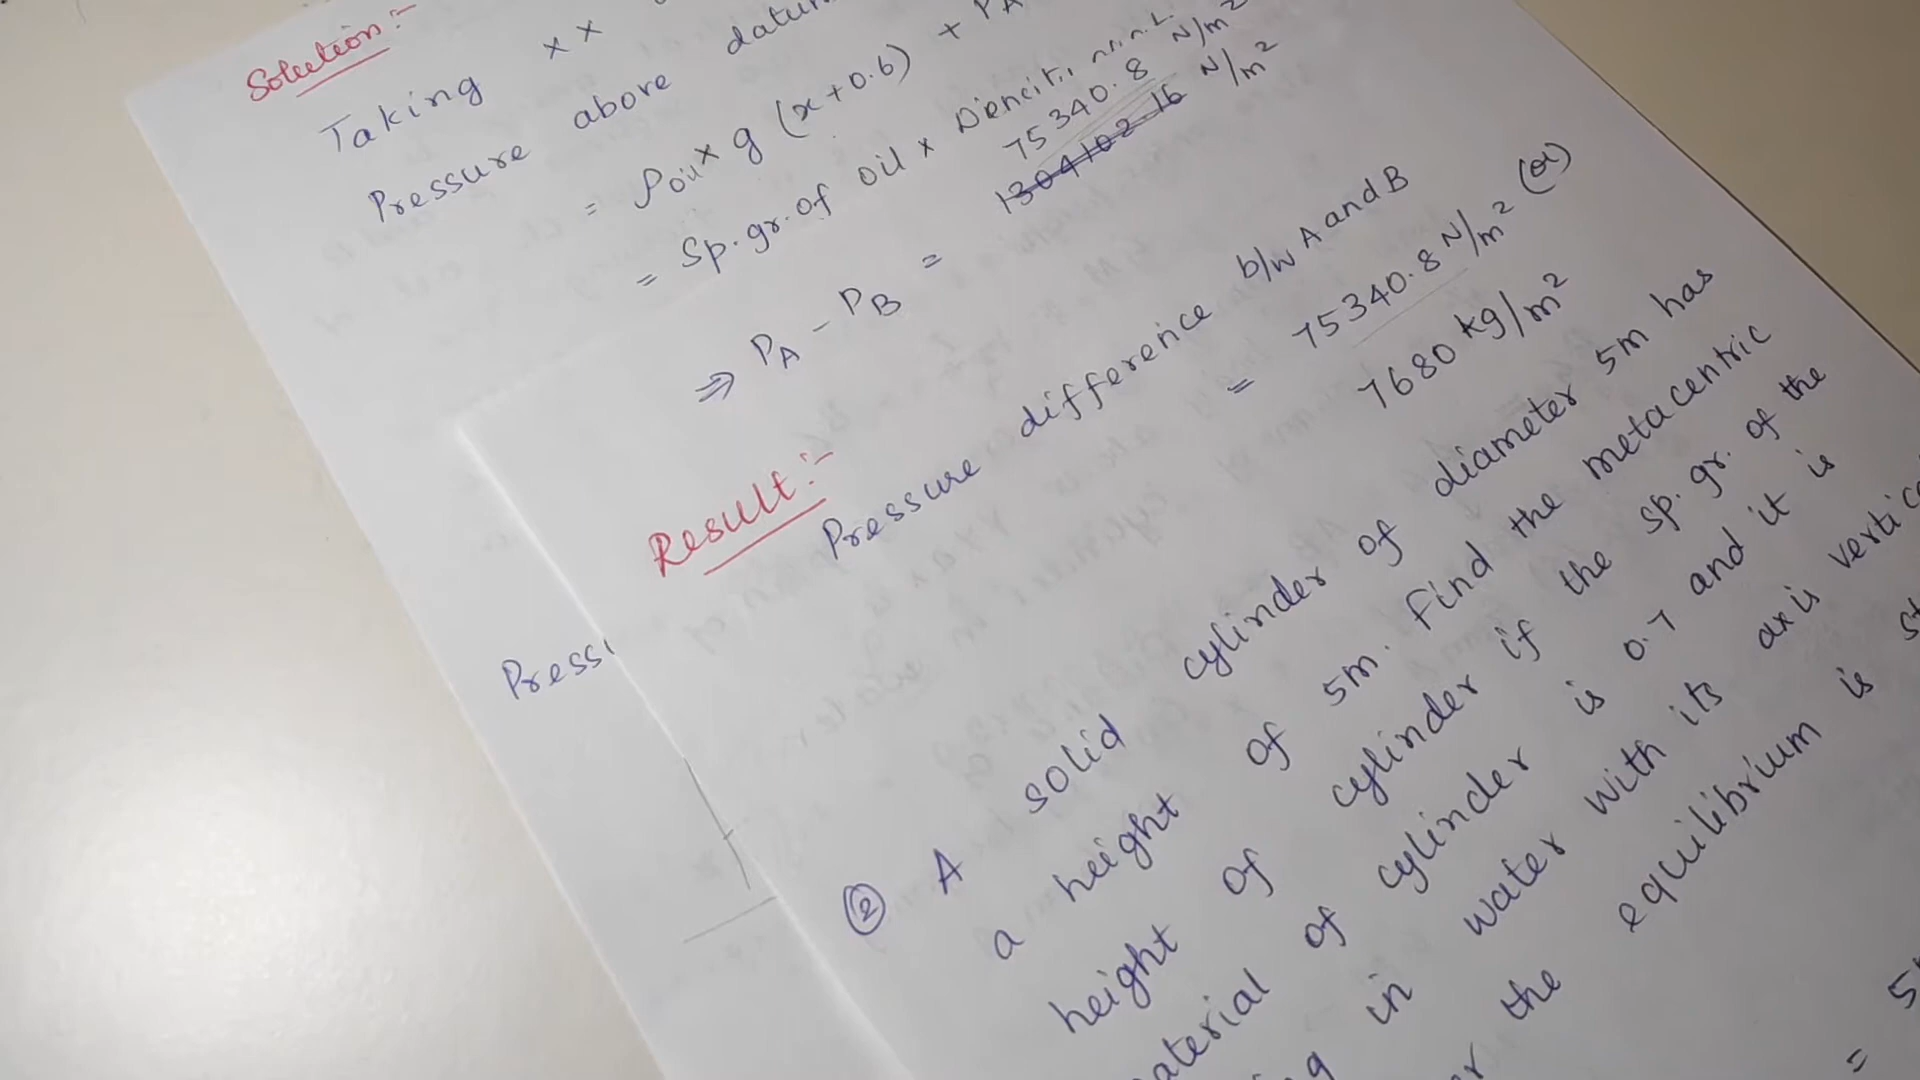 Solution:-
Taking xx
Pressure above datum
= ρoil × g (x+0.6) + PA
= Sp.gr.of oil ×
⇒ PA - PB = 75340.8 N/m²
1304102.16 N/m²
Result:-
Pressure difference b/w A and B
= 75340.8 N/m² (or)
7680 kg/m²
Press
② A solid cylinder of diameter 5m has
a height of 5m. Find the metacentric
height of cylinder if the sp. gr. of the
material of cylinder is 0.7 and it is
in water with its axis vertical
the equilibrium is
= 5